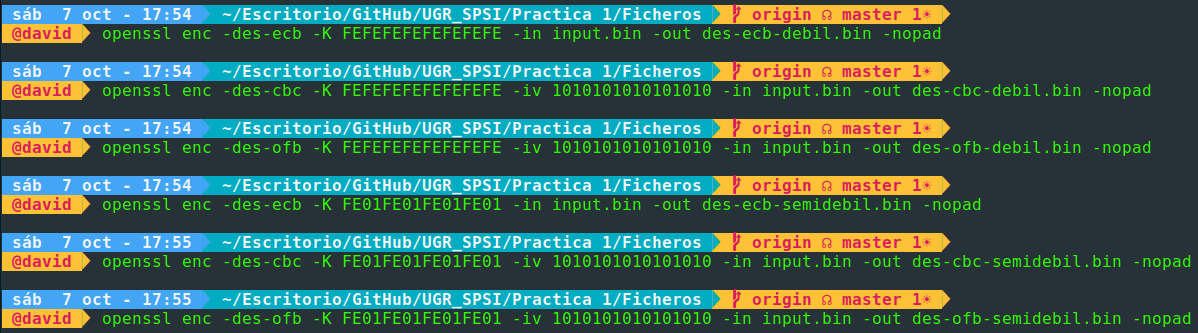 sáb 7 oct - 17:54 ~/Escritorio/GitHub/UGR_SPSI/Practica 1/Ficheros origin ☊ master 1☀
@david openssl enc -des-ecb -K FEFEFEFEFEFEFEFE -in input.bin -out des-ecb-debil.bin -nopad
sáb 7 oct - 17:54 ~/Escritorio/GitHub/UGR_SPSI/Practica 1/Ficheros origin ☊ master 1☀
@david openssl enc -des-cbc -K FEFEFEFEFEFEFEFE -iv 1010101010101010 -in input.bin -out des-cbc-debil.bin -nopad
sáb 7 oct - 17:54 ~/Escritorio/GitHub/UGR_SPSI/Practica 1/Ficheros origin ☊ master 1☀
@david openssl enc -des-ofb -K FEFEFEFEFEFEFEFE -iv 1010101010101010 -in input.bin -out des-ofb-debil.bin -nopad
sáb 7 oct - 17:54 ~/Escritorio/GitHub/UGR_SPSI/Practica 1/Ficheros origin ☊ master 1☀
@david openssl enc -des-ecb -K FE01FE01FE01FE01 -in input.bin -out des-ecb-semidebil.bin -nopad
sáb 7 oct - 17:55 ~/Escritorio/GitHub/UGR_SPSI/Practica 1/Ficheros origin ☊ master 1☀
@david openssl enc -des-cbc -K FE01FE01FE01FE01 -iv 1010101010101010 -in input.bin -out des-cbc-semidebil.bin -nopad
sáb 7 oct - 17:55 ~/Escritorio/GitHub/UGR_SPSI/Practica 1/Ficheros origin ☊ master 1☀
@david openssl enc -des-ofb -K FE01FE01FE01FE01 -iv 1010101010101010 -in input.bin -out des-ofb-semidebil.bin -nopad